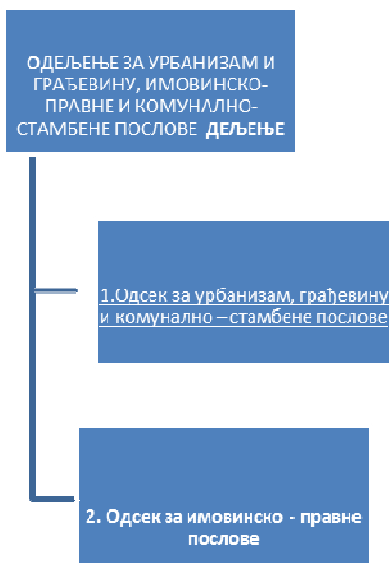 ОДЕЉЕЊЕ ЗА УРБАНИЗАМ И
ГРАЂЕВИНУ, ИМОВИНСКО-
ПРАВНЕ И КОМУНАЛНО-
СТАМБЕНЕ ПОСЛОВЕ ДЕЉЕЊЕ
1.Одсек за урбанизам, грађевину
и комунално –стамбене послове
2. Одсек за имовинско - правне
послове